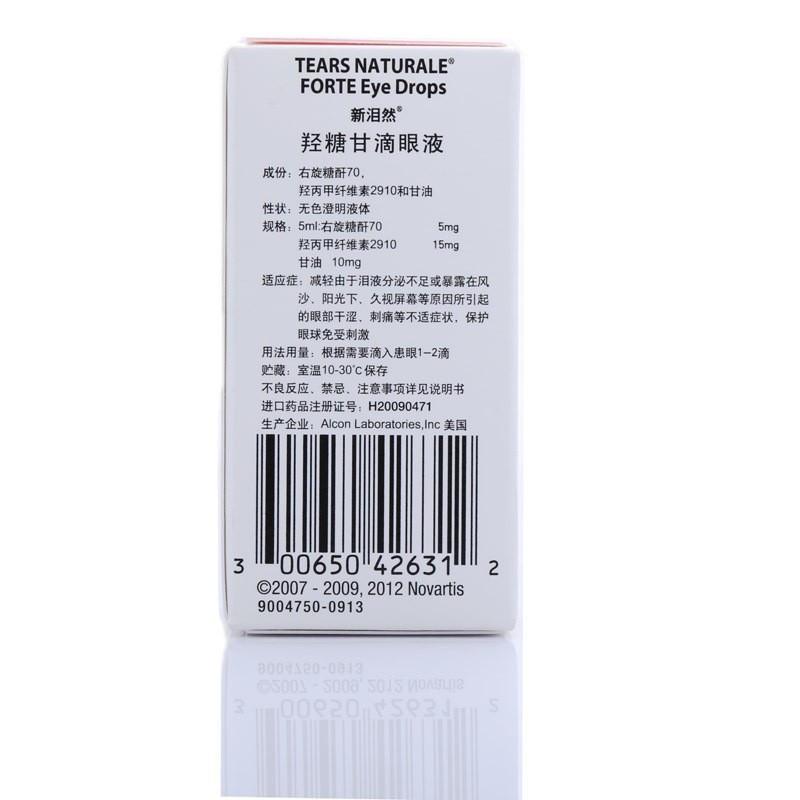 TEARS NATURALE®
FORTE Eye Drops
新泪然®
羟糖甘滴眼液
成份：右旋糖酐70，
羟丙甲纤维素2910和甘油
性状：无色澄明液体
规格：5ml:右旋糖酐70 5mg
羟丙甲纤维素2910 15mg
甘油 10mg
适应症：减轻由于泪液分泌不足或暴露在风
沙、阳光下、久视屏幕等原因所引起
的眼部干涩、刺痛等不适症状，保护
眼球免受刺激
用法用量：根据需要滴入患眼1-2滴
贮藏：室温10-30℃保存
不良反应、禁忌、注意事项详见说明书
进口药品注册证号：H20090471
生产企业：Alcon Laboratories,Inc 美国
3 00650 42631 2
©2007 - 2009, 2012 Novartis
9004750-0913